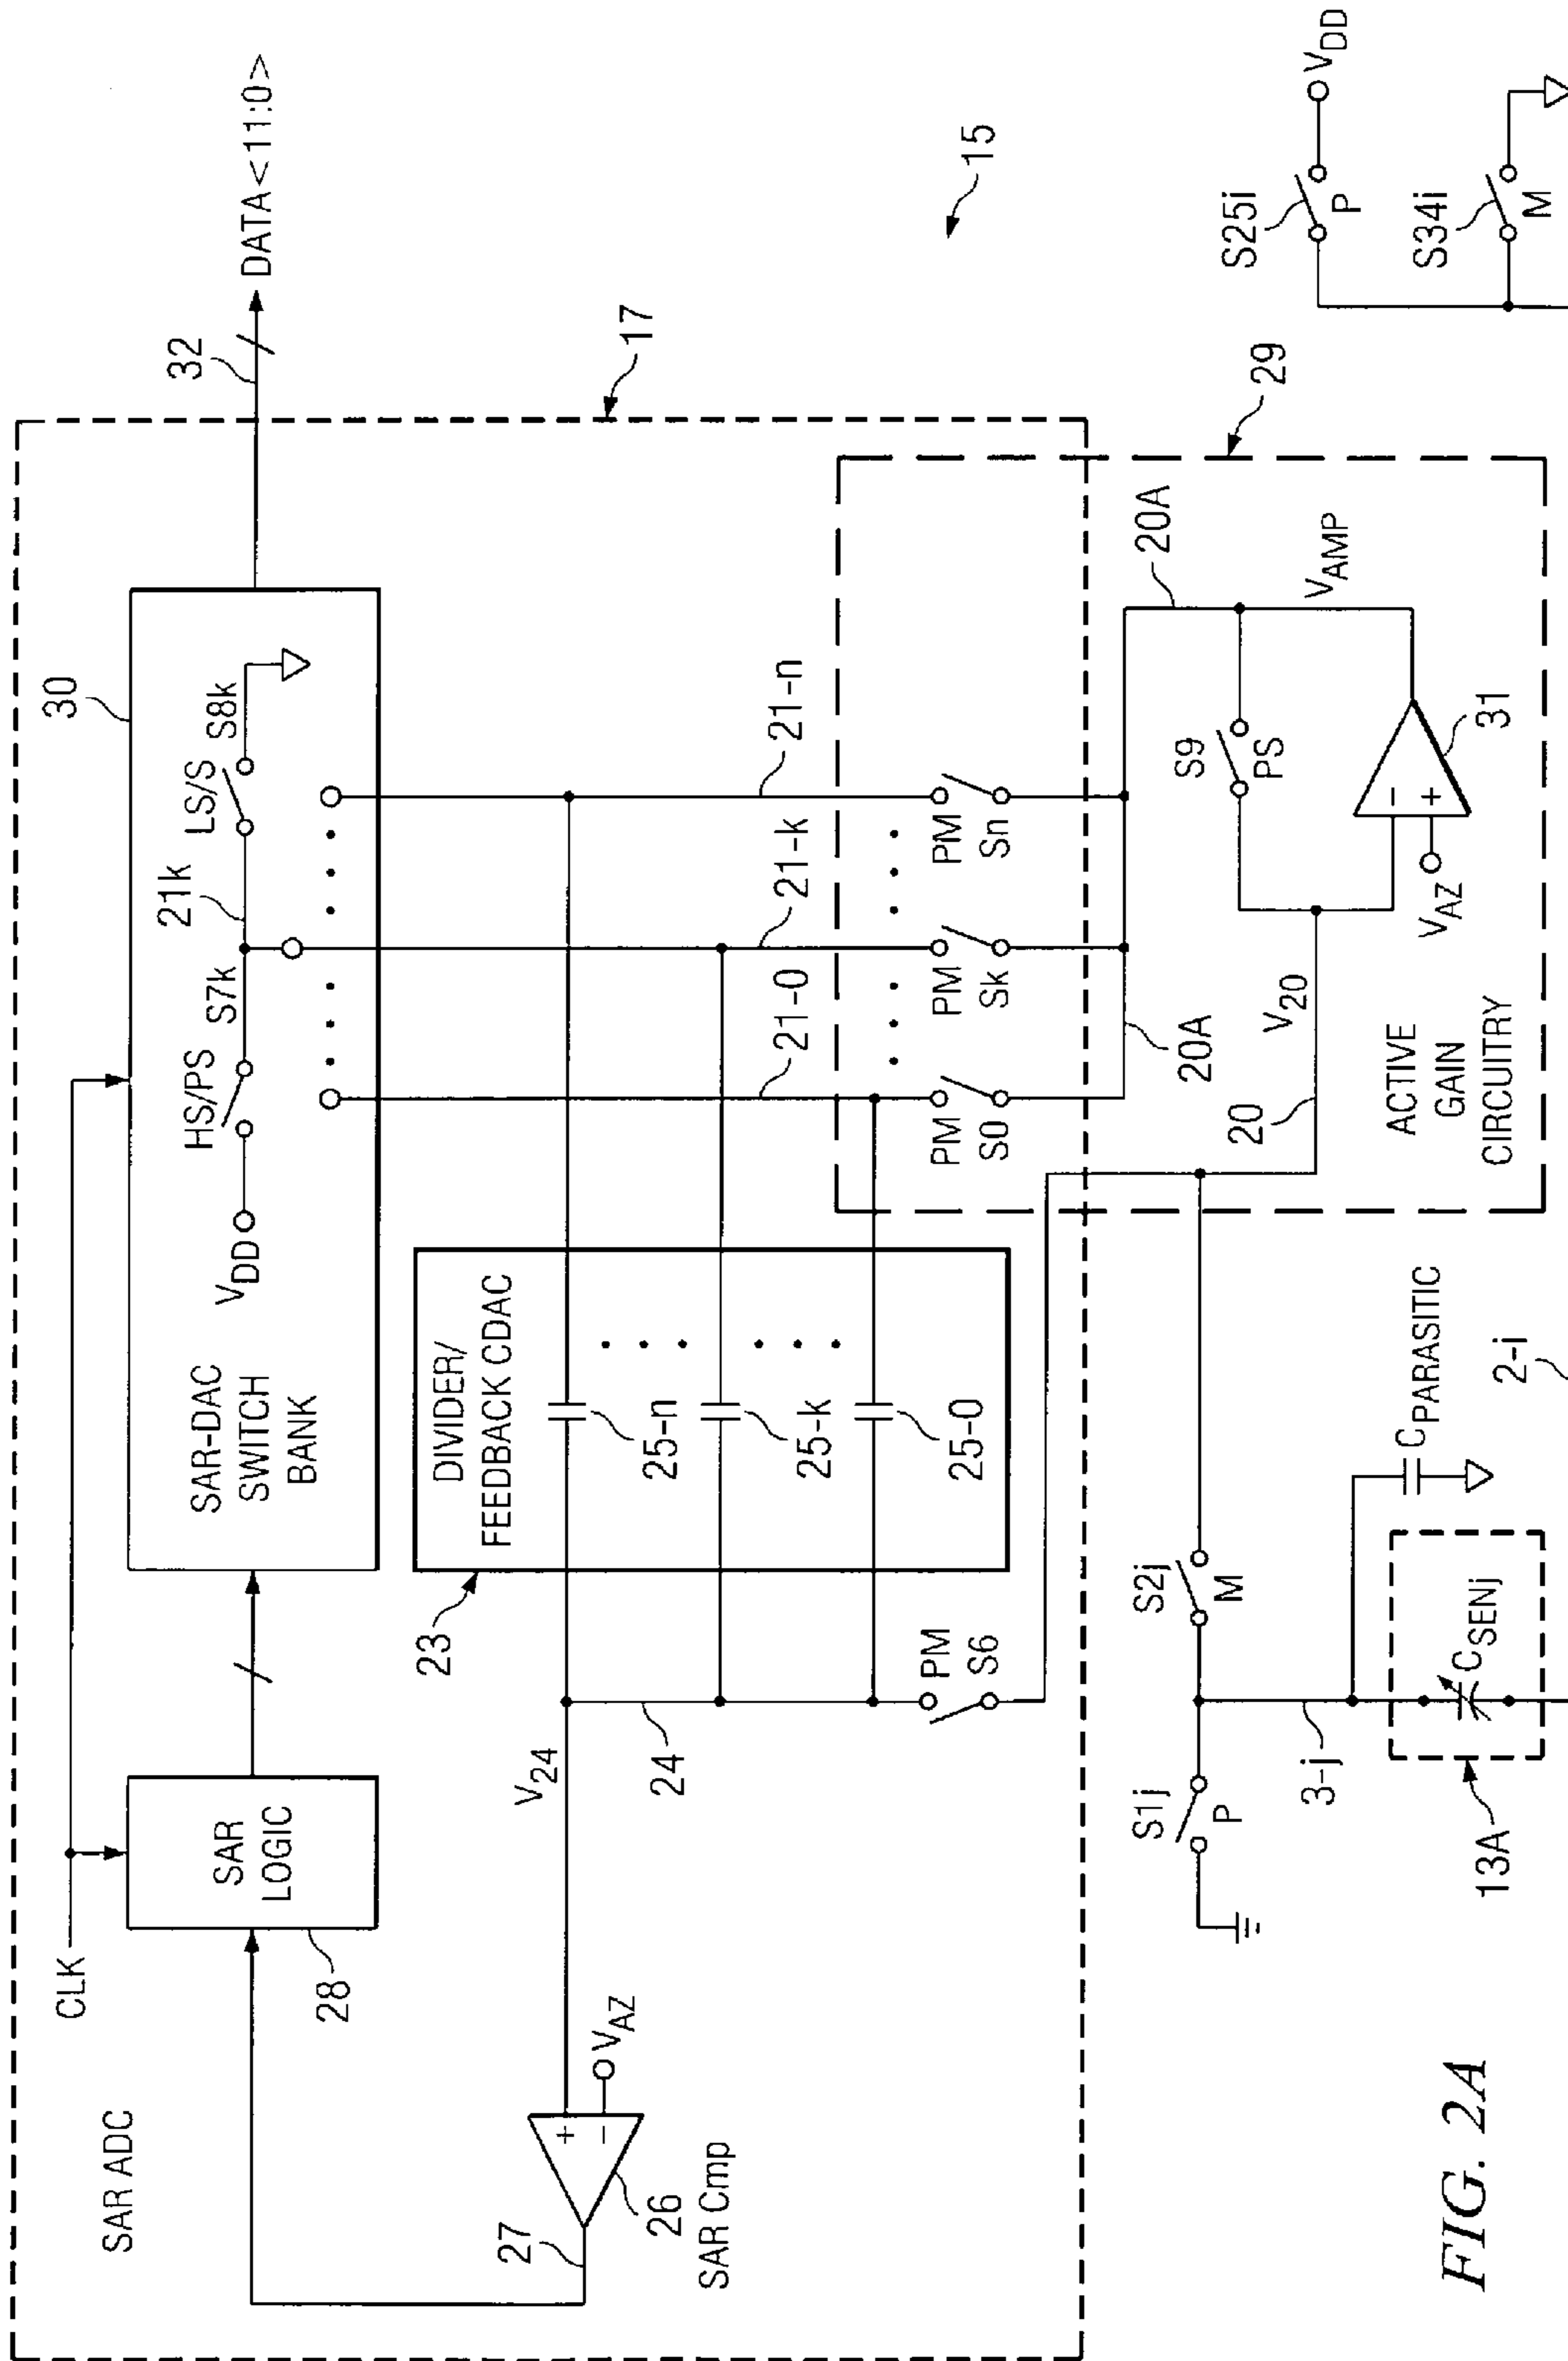 SAR ADC
CLK
SAR
LOGIC
28
30
SAR-DAC
SWITCH
BANK
VDD
HS/PS
S7k
21k
LS/S
S8k
32
DATA<11:0>
17
15
27
26
SAR Cmp
VAZ
V24
24
23
DIVIDER/
FEEDBACK CDAC
25-n
25-k
25-0
21-0
21-k
21-n
PM
S6
PM
S0
PM
Sk
PM
Sn
29
20A
20A
VAMP
S9
PS
V20
20
31
VAZ
ACTIVE
GAIN
CIRCUITRY
S1j
P
S2j
M
3-j
13A
CSENj
CPARASITIC
2-i
S25i
P
VDD
S34i
M
+
-
-
+
FIG. 2A